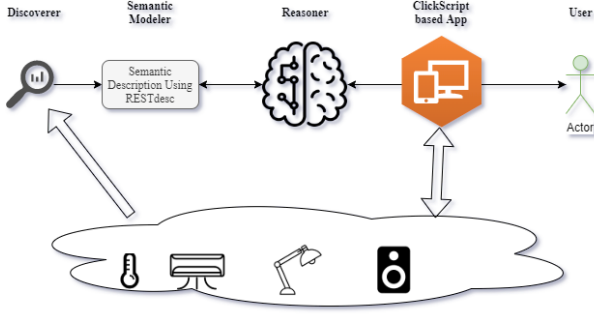 Discoverer
Semantic
Modeler
Reasoner
ClickScript
based App
User
Semantic
Description Using
RESTdesc
Actor